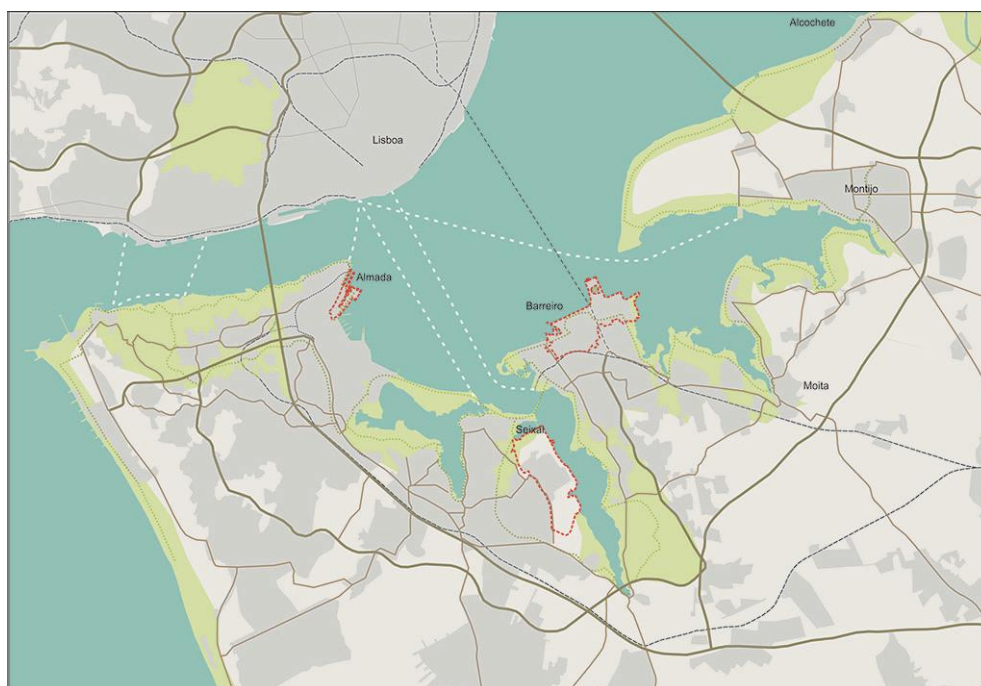 Alcochete
Lisboa
Montijo
Almada
Barreiro
Moita
Seixal